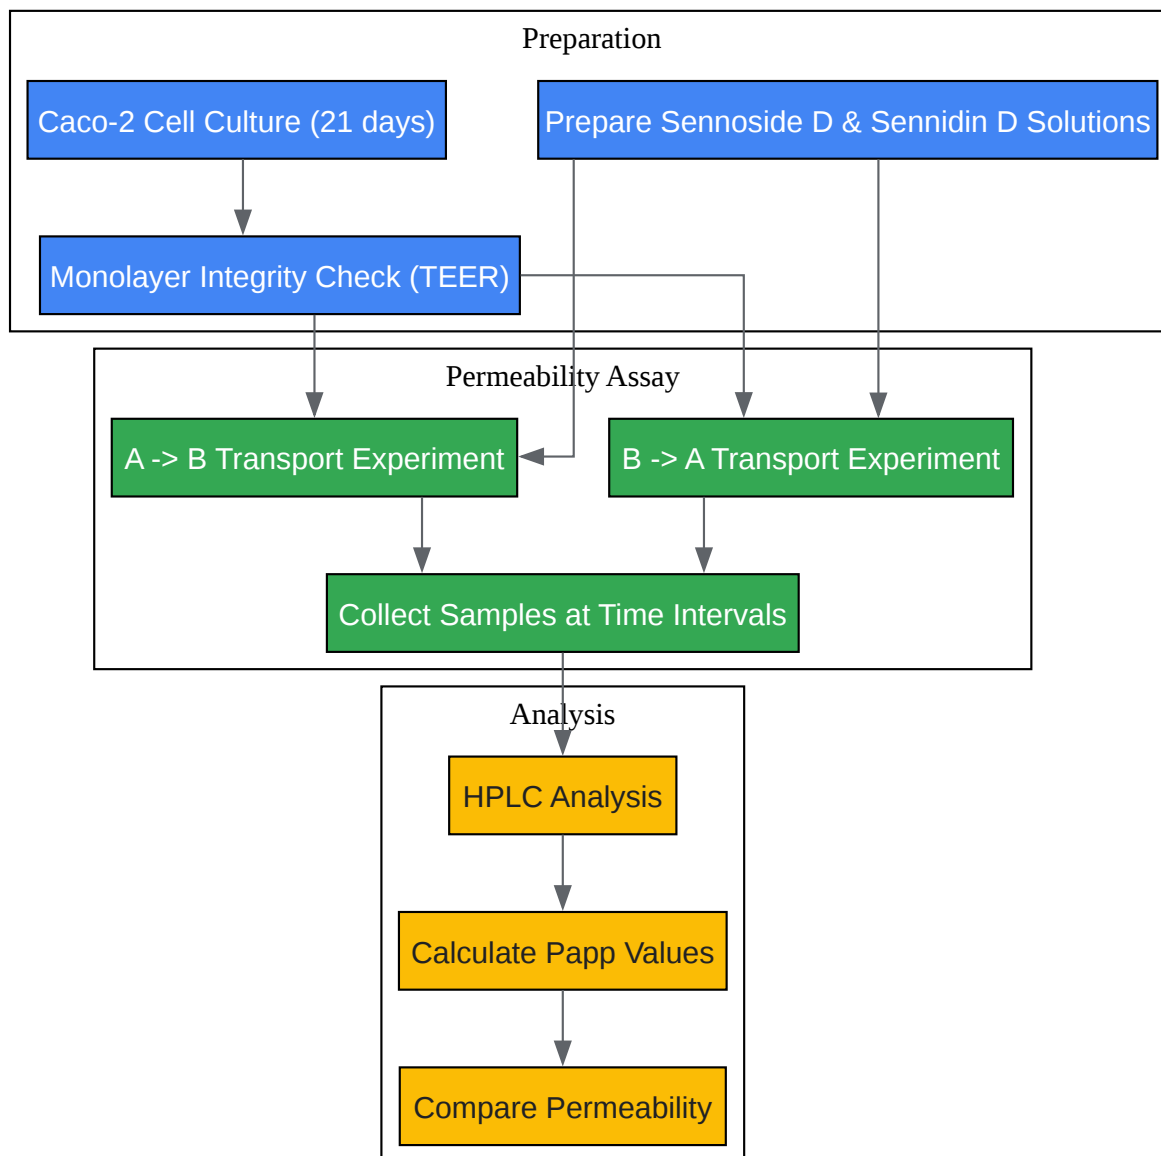 Preparation
Caco-2 Cell Culture (21 days)
Prepare Sennoside D & Sennidin D Solutions
Monolayer Integrity Check (TEER)
Permeability Assay
A -> B Transport Experiment
B -> A Transport Experiment
Collect Samples at Time Intervals
Analysis
HPLC Analysis
Calculate Papp Values
Compare Permeability